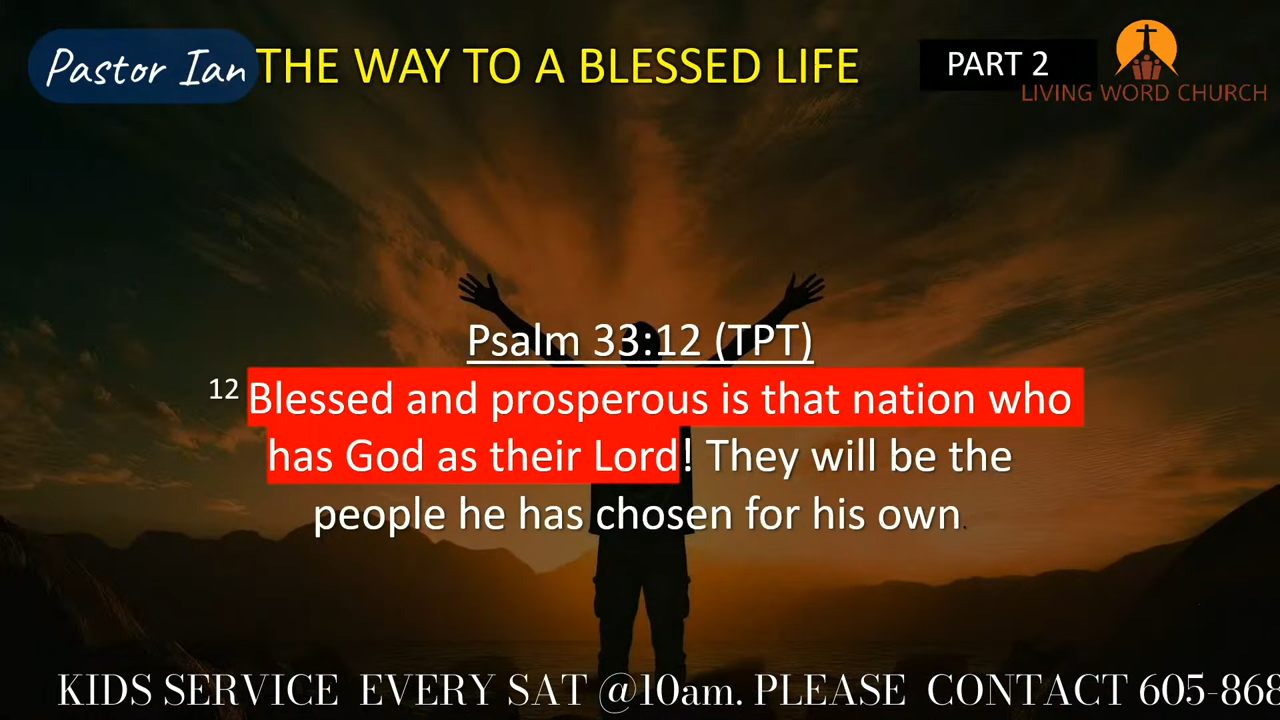 Pastor Ian THE WAY TO A BLESSED LIFE PART 2
LIVING WORD CHURCH
Psalm 33:12 (TPT)
12 Blessed and prosperous is that nation who
has God as their Lord! They will be the
people he has chosen for his own.
KIDS SERVICE EVERY SAT @10am. PLEASE CONTACT 605-868